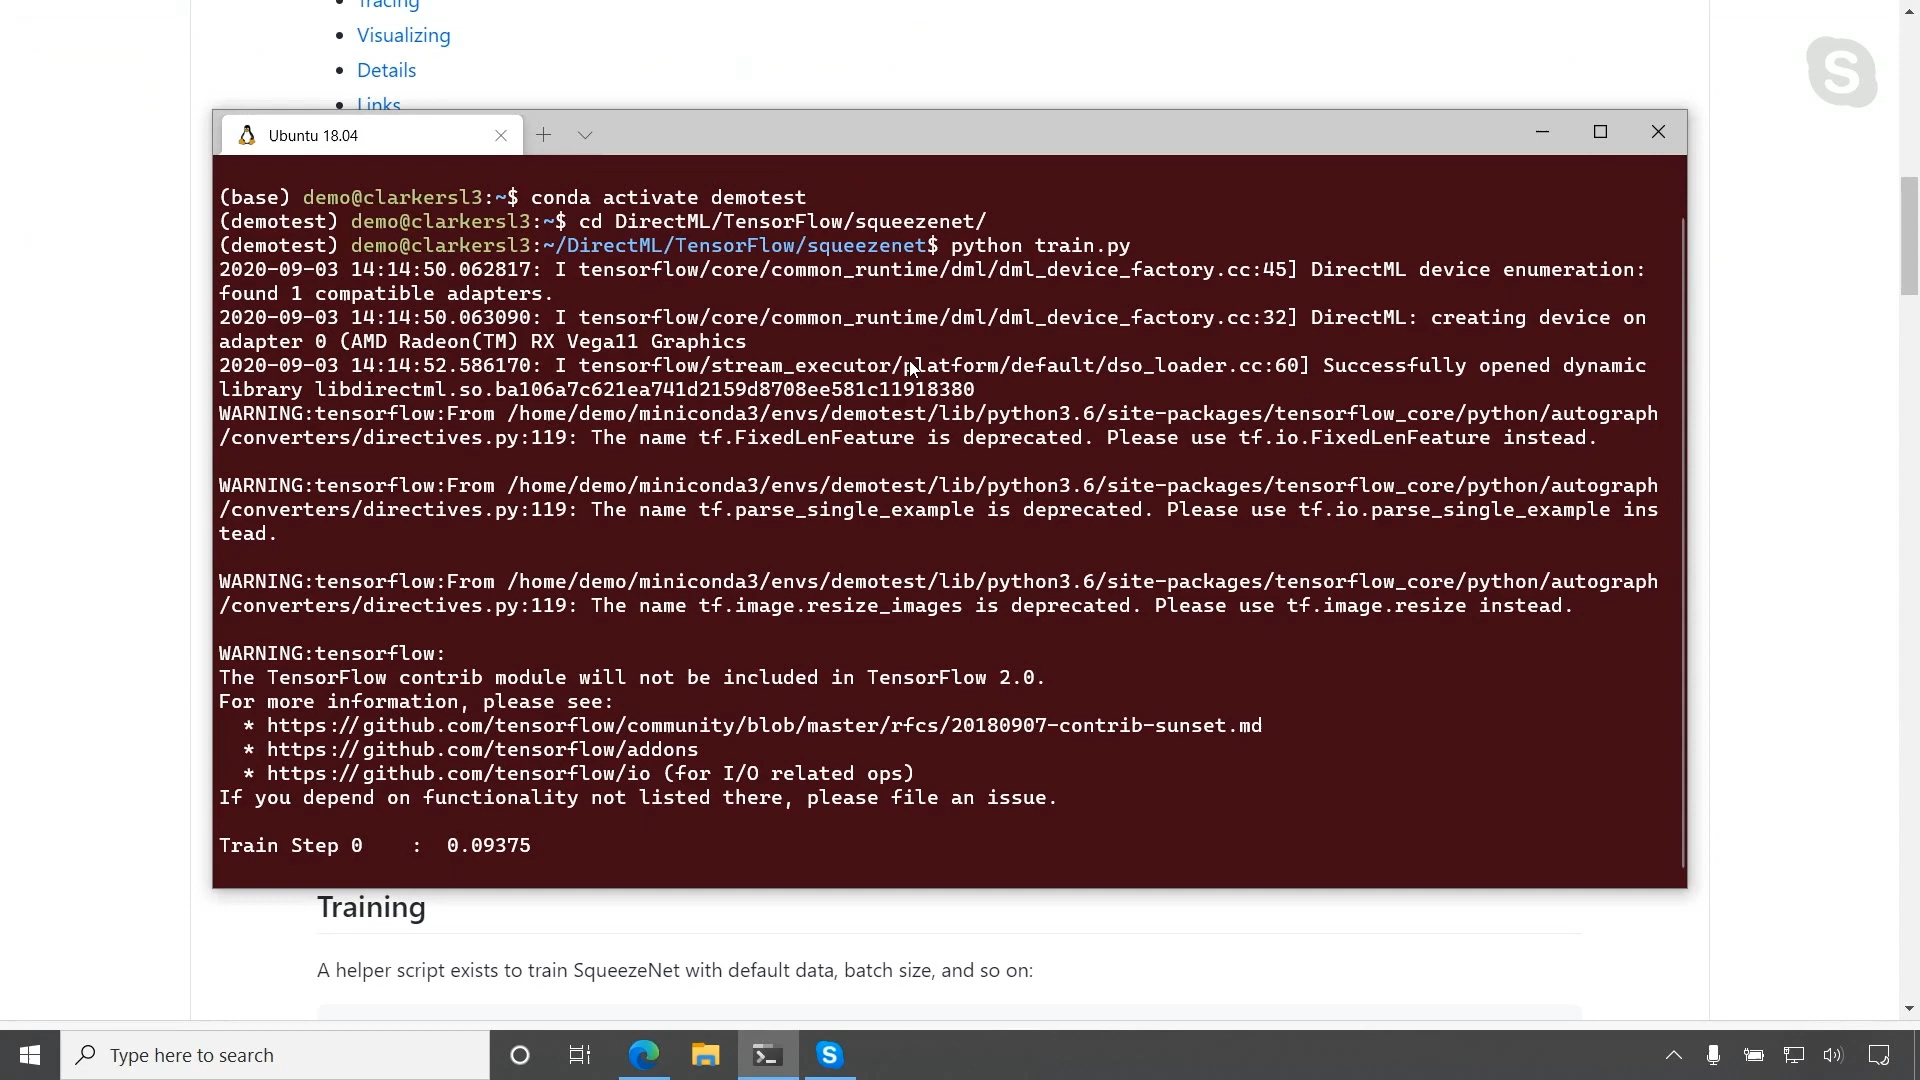 Tracing
Visualizing
Details
Links
Ubuntu 18.04
(base) demo@clarkersl3:~$ conda activate demotest
(demotest) demo@clarkersl3:~$ cd DirectML/TensorFlow/squeezenet/
(demotest) demo@clarkersl3:~/DirectML/TensorFlow/squeezenet$ python train.py
2020-09-03 14:14:50.062817: I tensorflow/core/common_runtime/dml/dml_device_factory.cc:45] DirectML device enumeration:
found 1 compatible adapters.
2020-09-03 14:14:50.063090: I tensorflow/core/common_runtime/dml/dml_device_factory.cc:32] DirectML: creating device on
adapter 0 (AMD Radeon(TM) RX Vega11 Graphics
2020-09-03 14:14:52.586170: I tensorflow/stream_executor/platform/default/dso_loader.cc:60] Successfully opened dynamic
library libdirectml.so.ba106a7c621ea741d2159d8708ee581c11918380
WARNING:tensorflow:From /home/demo/miniconda3/envs/demotest/lib/python3.6/site-packages/tensorflow_core/python/autograph
/converters/directives.py:119: The name tf.FixedLenFeature is deprecated. Please use tf.io.FixedLenFeature instead.
WARNING:tensorflow:From /home/demo/miniconda3/envs/demotest/lib/python3.6/site-packages/tensorflow_core/python/autograph
/converters/directives.py:119: The name tf.parse_single_example is deprecated. Please use tf.io.parse_single_example ins
tead.
WARNING:tensorflow:From /home/demo/miniconda3/envs/demotest/lib/python3.6/site-packages/tensorflow_core/python/autograph
/converters/directives.py:119: The name tf.image.resize_images is deprecated. Please use tf.image.resize instead.
WARNING:tensorflow:
The TensorFlow contrib module will not be included in TensorFlow 2.0.
For more information, please see:
* https://github.com/tensorflow/community/blob/master/rfcs/20180907-contrib-sunset.md
* https://github.com/tensorflow/addons
* https://github.com/tensorflow/io (for I/O related ops)
If you depend on functionality not listed there, please file an issue.
Train Step 0 : 0.09375
Training
A helper script exists to train SqueezeNet with default data, batch size, and so on:
Type here to search